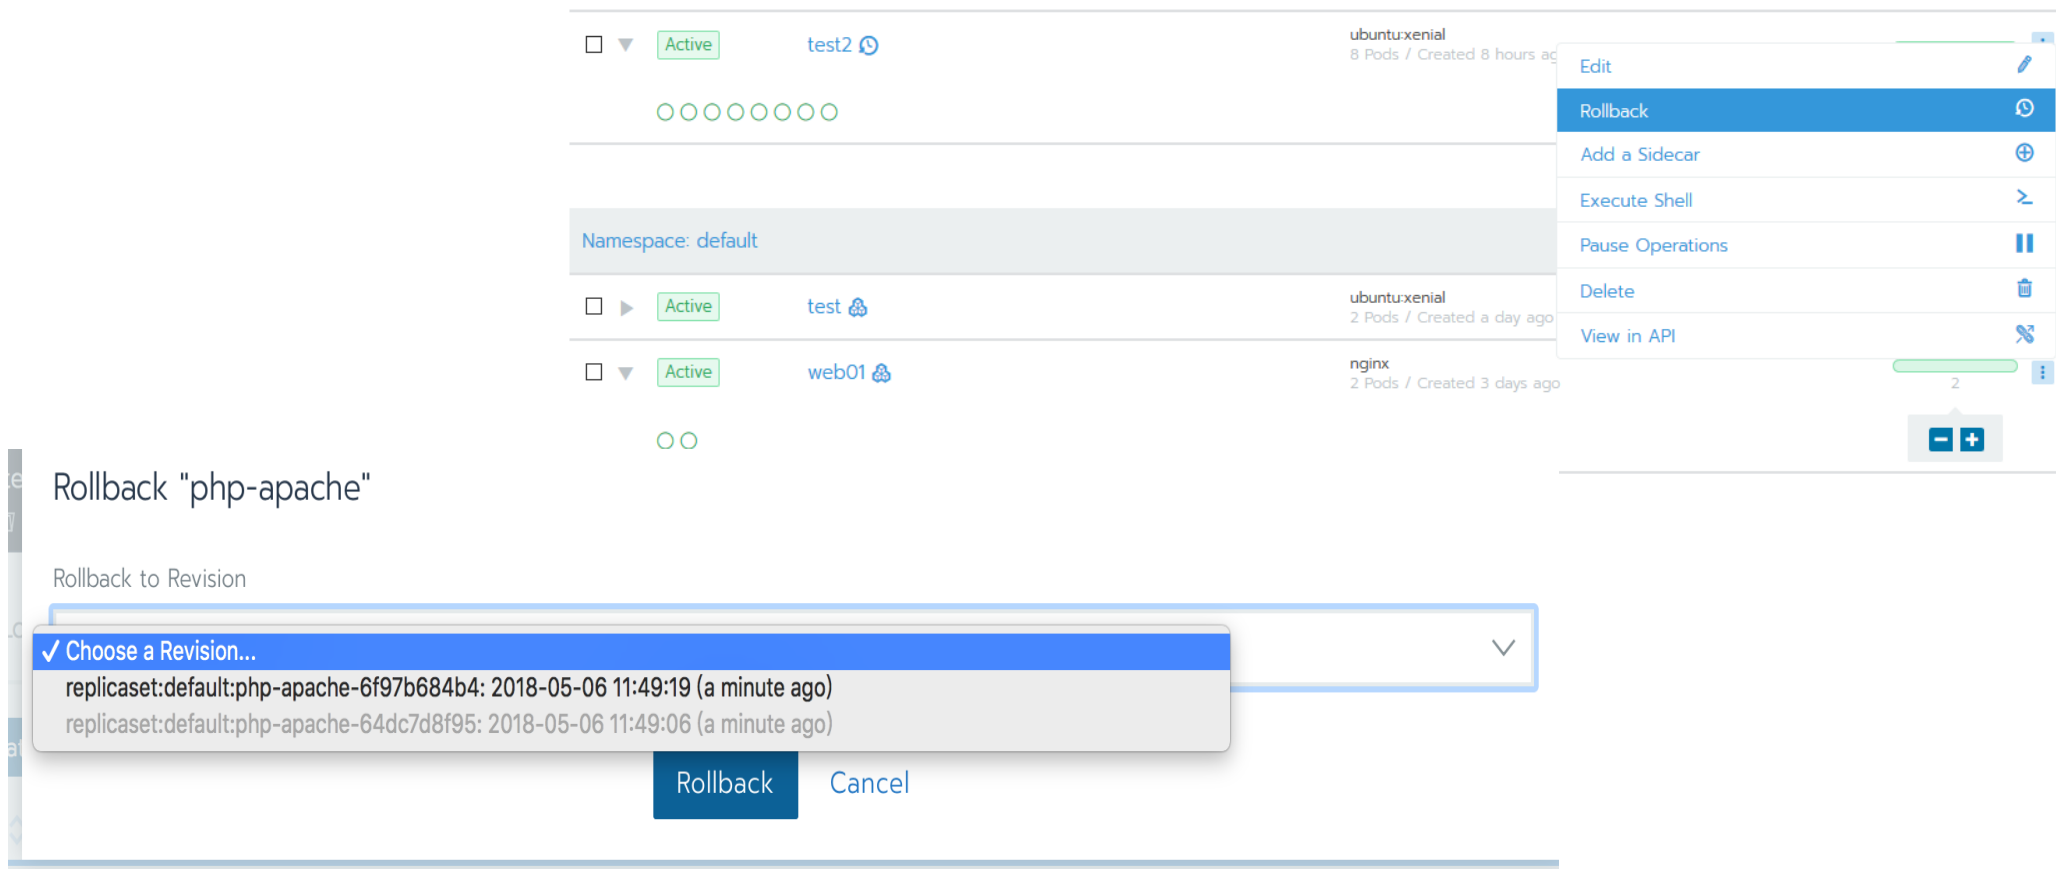 Active test2 ubuntu:xenial
8 Pods / Created 8 hours ag
Edit
Rollback
Add a Sidecar
Execute Shell
Pause Operations
Delete
View in API
Namespace: default
Active test ubuntu:xenial
2 Pods / Created a day ago
Active web01 nginx
2 Pods / Created 3 days ago
2
Rollback "php-apache"
Rollback to Revision
Choose a Revision...
replicaset:default:php-apache-6f97b684b4: 2018-05-06 11:49:19 (a minute ago)
replicaset:default:php-apache-64dc7d8f95: 2018-05-06 11:49:06 (a minute ago)
Rollback Cancel